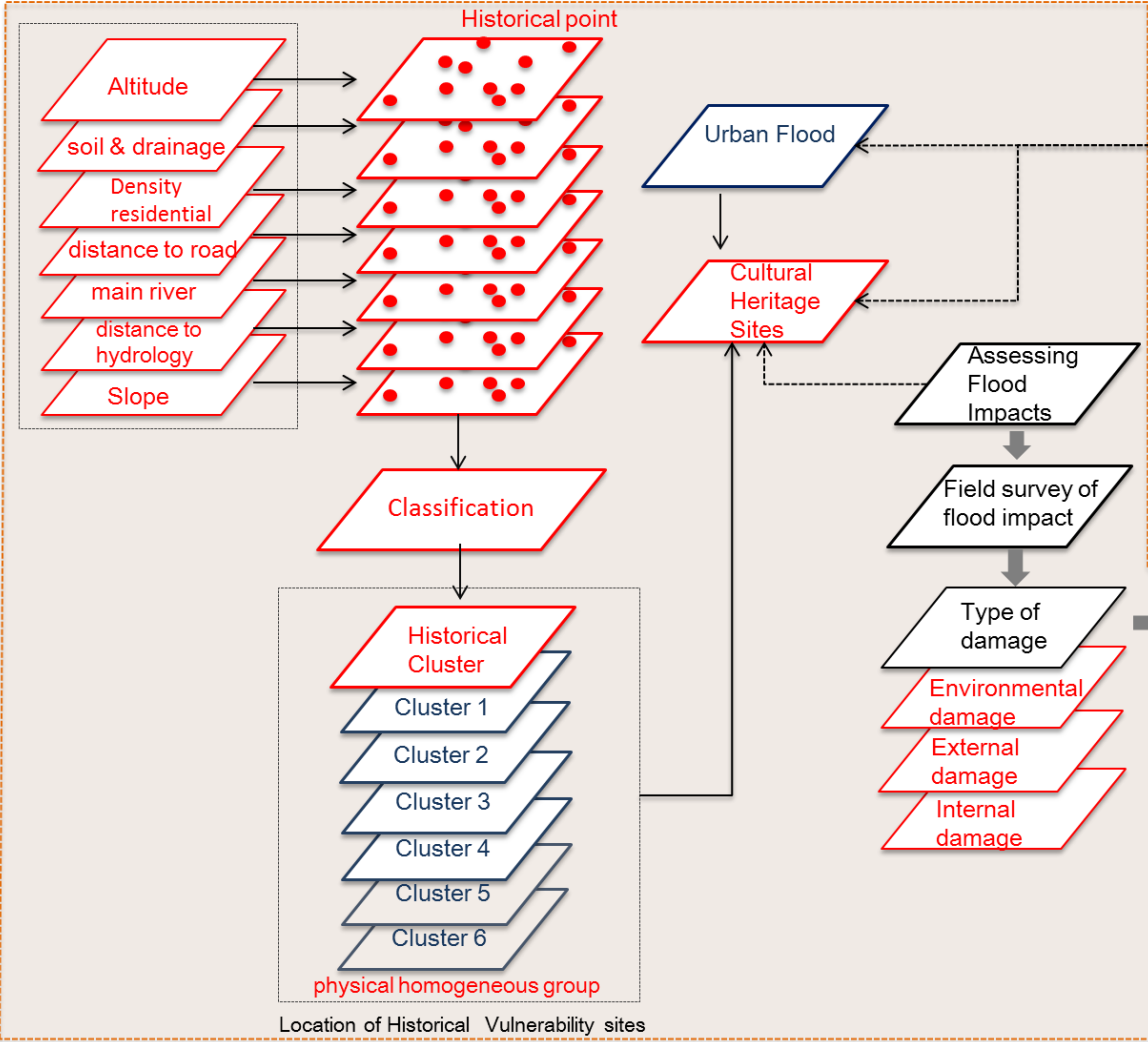 Historical point
Altitude
soil & drainage
Density
residential
distance to road
main river
distance to
hydrology
Slope
Classification
Historical
Cluster
Cluster 1
Cluster 2
Cluster 3
Cluster 4
Cluster 5
Cluster 6
physical homogeneous group
Location of Historical Vulnerability sites
Urban Flood
Cultural
Heritage
Sites
Assessing
Flood
Impacts
Field survey of
flood impact
Type of
damage
Environmental
damage
External
damage
Internal
damage